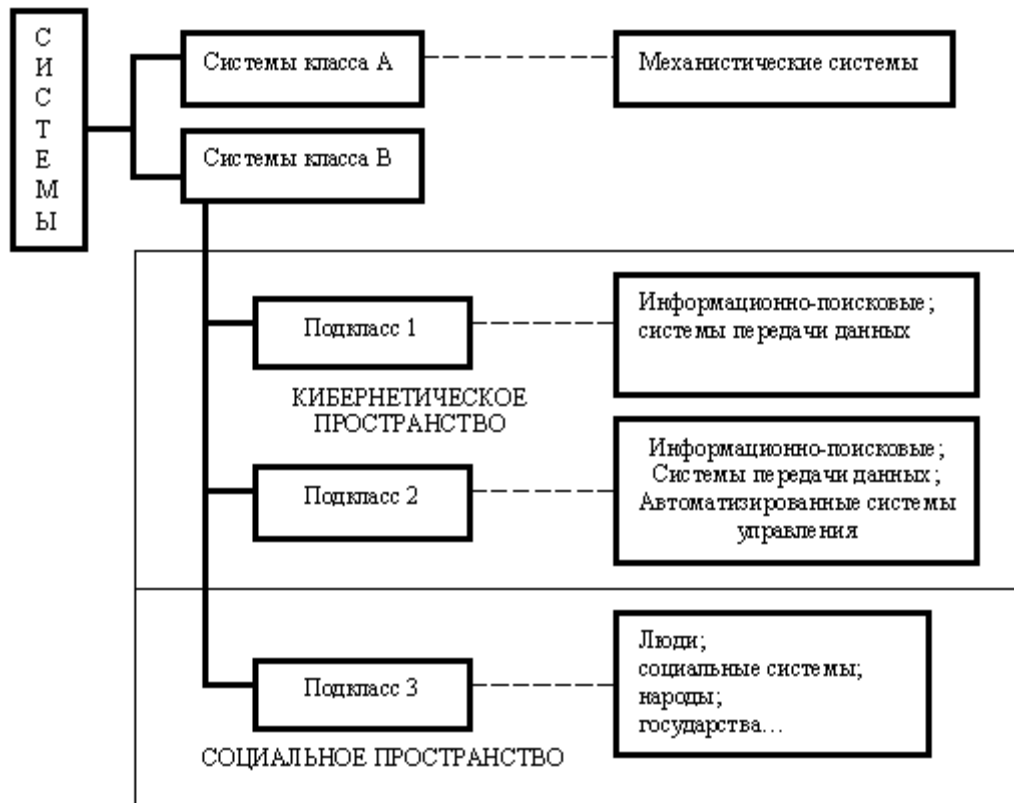 СИСТЕМЫ
Системы класса А
Механистические системы
Системы класса В
Подкласс 1
Информационно-поисковые;
системы передачи данных
КИБЕРНЕТИЧЕСКОЕ
ПРОСТРАНСТВО
Подкласс 2
Информационно-поисковые;
Системы передачи данных;
Автоматизированные системы
управления
Подкласс 3
Люди;
социальные системы;
народы;
государства...
СОЦИАЛЬНОЕ ПРОСТРАНСТВО